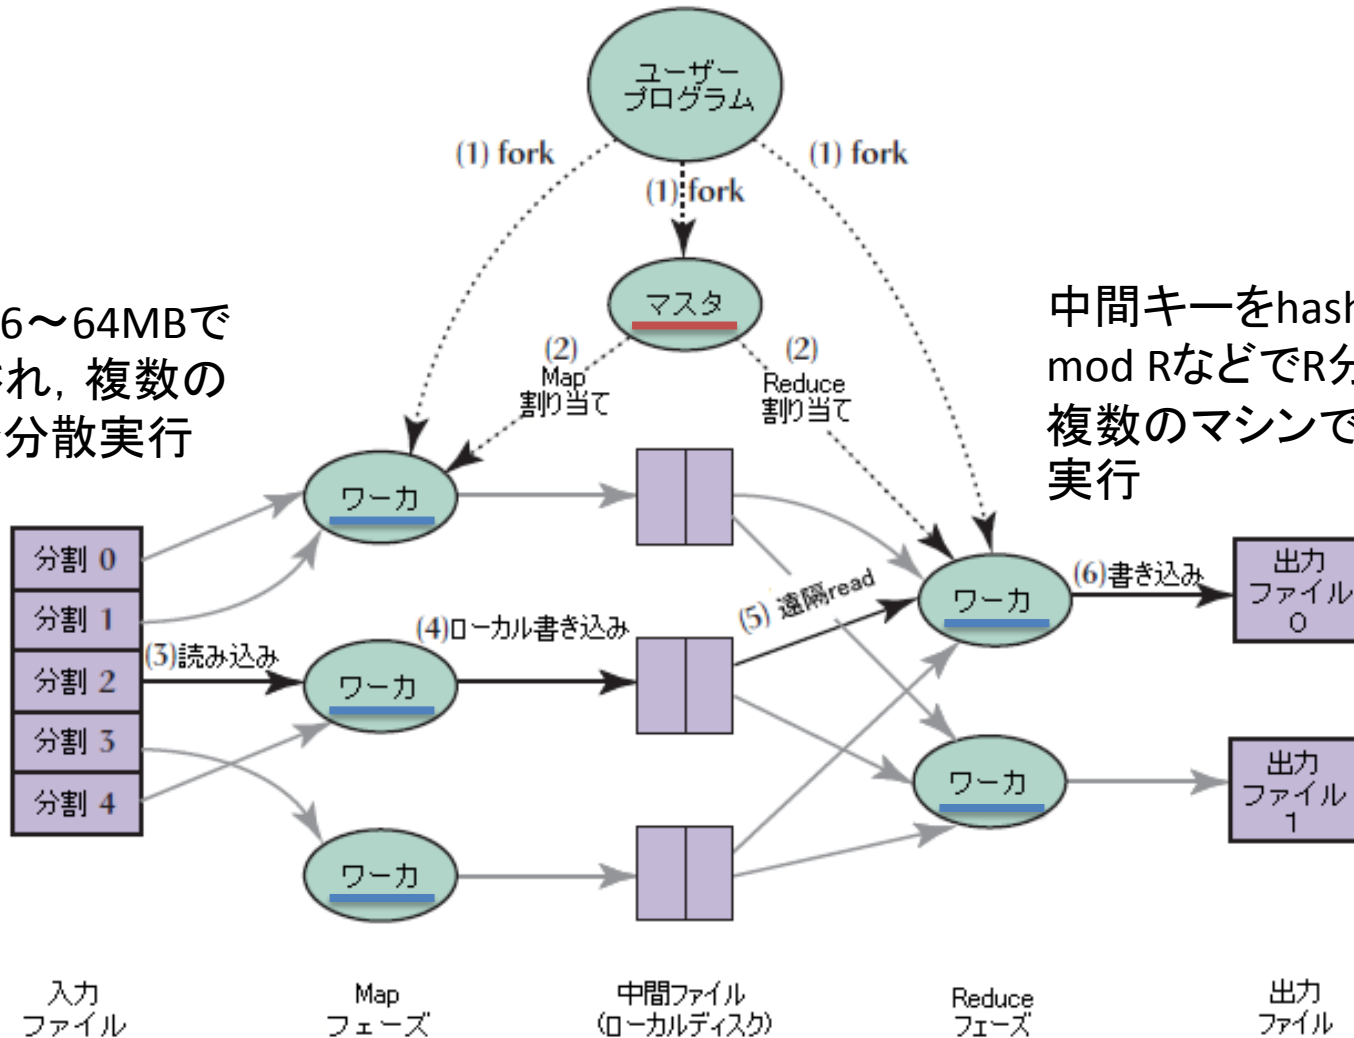 ユーザー
プログラム
(1) fork
(1) fork
(1) fork
マスタ
6～64MBで
れ，複数の
分散実行
中間キーをhash
mod RなどでR分
複数のマシンで
実行
(2)
Map
割り当て
(2)
Reduce
割り当て
ワーカ
分割 0
分割 1
分割 2
分割 3
分割 4
(3)読み込み
ワーカ
(4)ローカル書き込み
(5) 遠隔read
ワーカ
(6)書き込み
出力
ファイル
0
ワーカ
出力
ファイル
1
ワーカ
入力
ファイル
Map
フェーズ
中間ファイル
(ローカルディスク)
Reduce
フェーズ
出力
ファイル